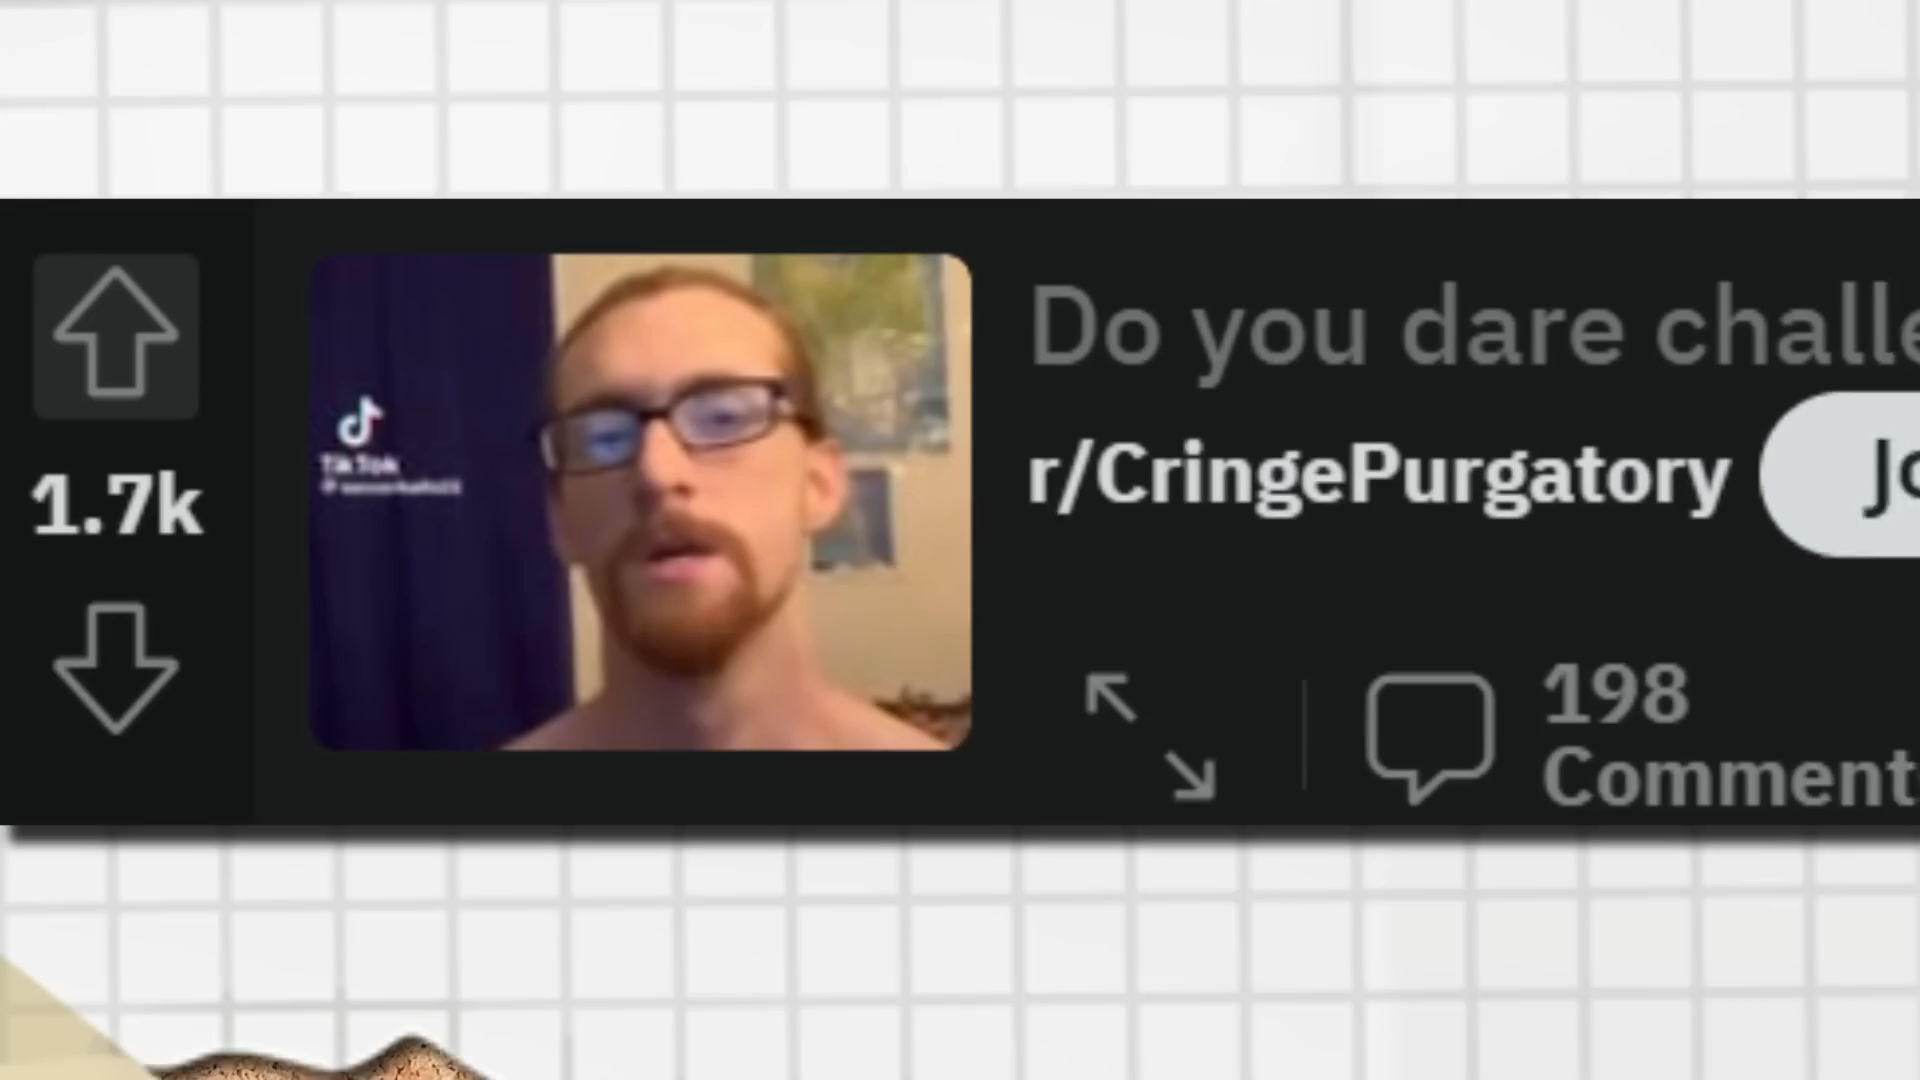 Do you dare challe
r/CringePurgatory
Jo
1.7k
TikTok
198
Comment